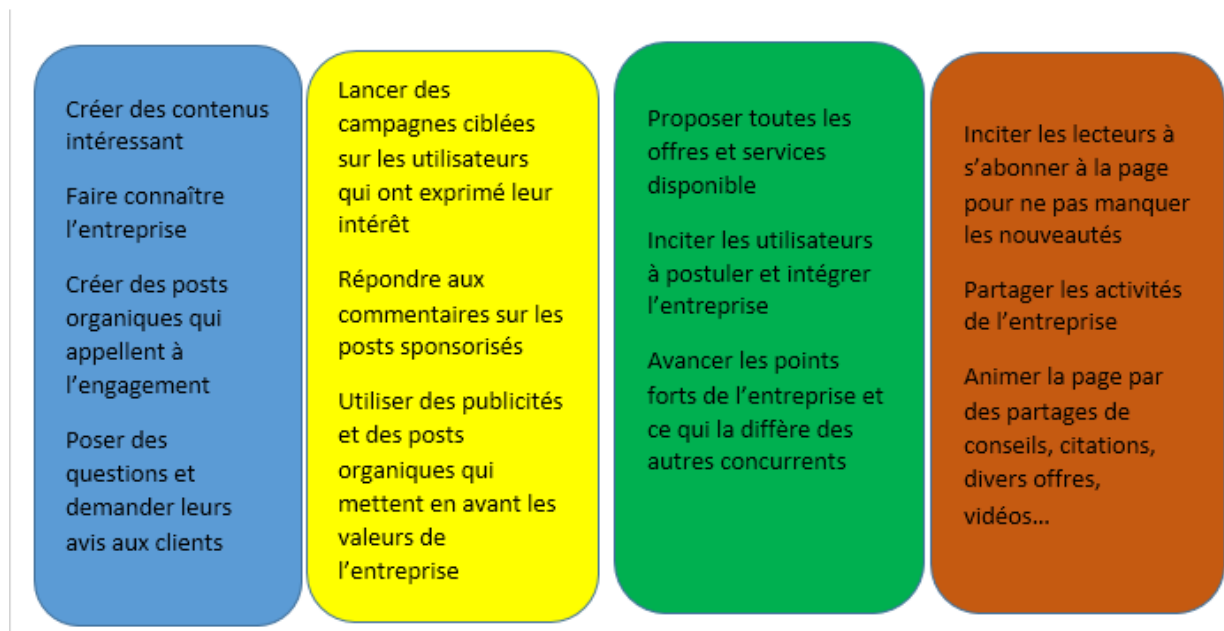 Créer des contenus
intéressant
Faire connaître
l’entreprise
Créer des posts
organiques qui
appellent à
l’engagement
Poser des
questions et
demander leurs
avis aux clients
Lancer des
campagnes ciblées
sur les utilisateurs
qui ont exprimé leur
intérêt
Répondre aux
commentaires sur les
posts sponsorisés
Utiliser des publicités
et des posts
organiques qui
mettent en avant les
valeurs de
l’entreprise
Proposer toutes les
offres et services
disponible
Inciter les utilisateurs
à postuler et intégrer
l’entreprise
Avancer les points
forts de l’entreprise et
ce qui la diffère des
autres concurrents
Inciter les lecteurs à
s’abonner à la page
pour ne pas manquer
les nouveautés
Partager les activités
de l’entreprise
Animer la page par
des partages de
conseils, citations,
divers offres,
vidéos…